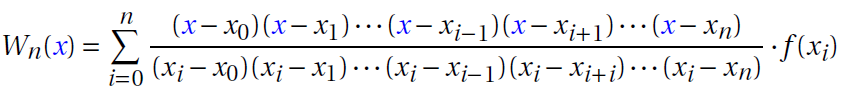 $W_n(x) = \sum_{i=0}^{n} \frac{(x-x_0)(x-x_1)\cdots(x-x_{i-1})(x-x_{i+1})\cdots(x-x_n)}{(x_i-x_0)(x_i-x_1)\cdots(x_i-x_{i-1})(x_i-x_{i+i})\cdots(x_i-x_n)} \cdot f(x_i)$